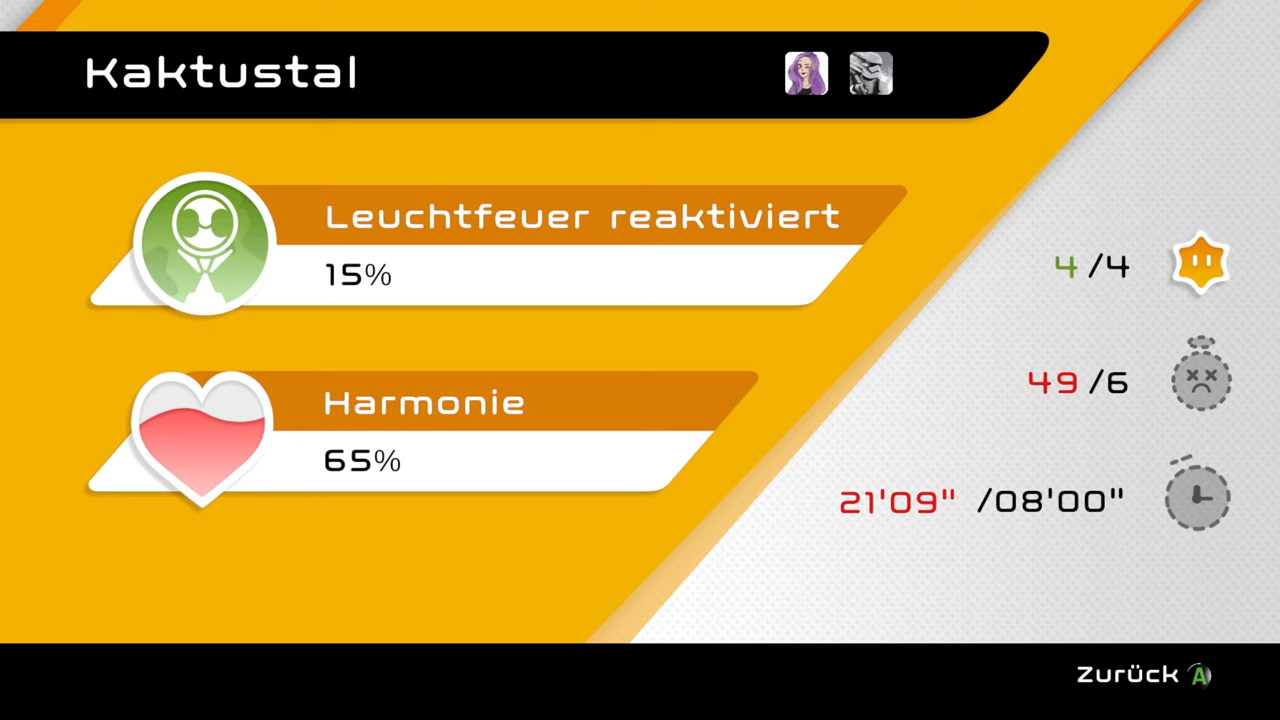 Kaktustal
Leuchtfeuer reaktiviert
15%
4 /4
49 /6
Harmonie
65%
21'09" /08'00"
Zurück A